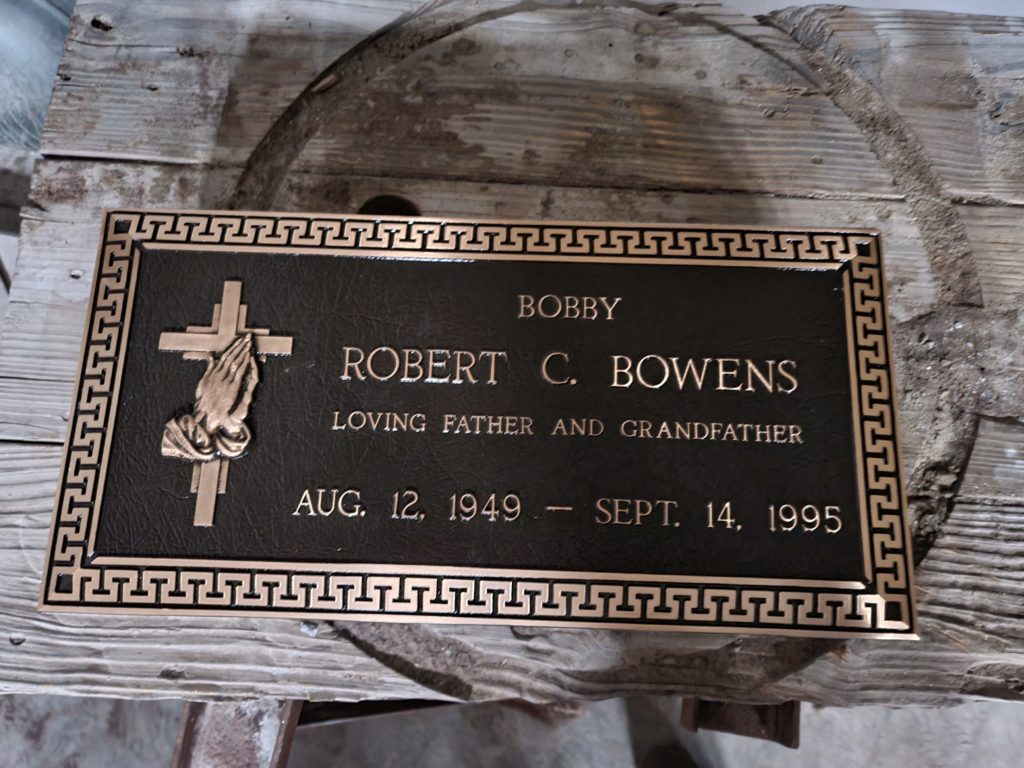 BOBBY
ROBERT C. BOWENS
LOVING FATHER AND GRANDFATHER
AUG. 12, 1949 — SEPT. 14, 1995